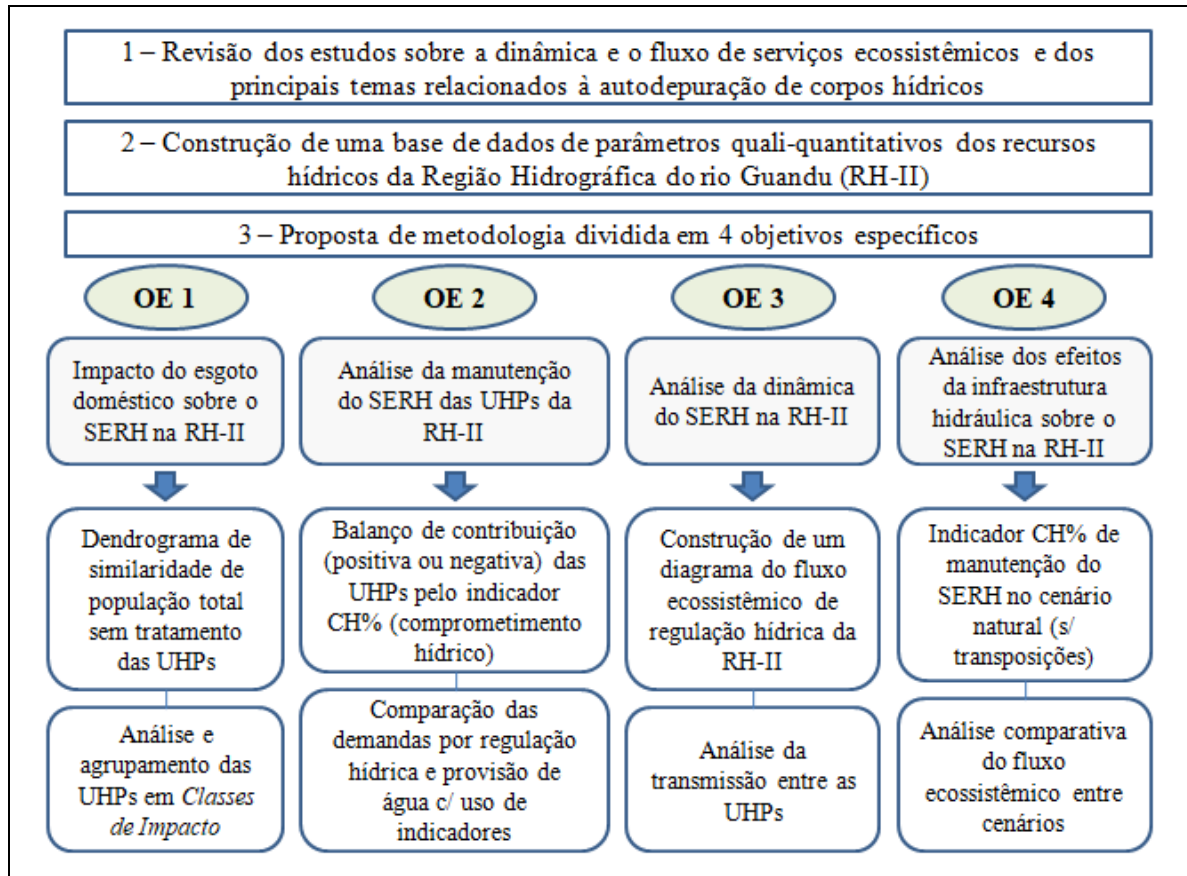 1 – Revisão dos estudos sobre a dinâmica e o fluxo de serviços ecossistêmicos e dos
principais temas relacionados à autodepuração de corpos hídricos
2 – Construção de uma base de dados de parâmetros quali-quantitativos dos recursos
hídricos da Região Hidrográfica do rio Guandu (RH-II)
3 – Proposta de metodologia dividida em 4 objetivos específicos
OE 1
Impacto do esgoto
doméstico sobre o
SERH na RH-II
Dendrograma de
similaridade de
população total
sem tratamento
das UHPs
Análise e
agrupamento das
UHPs em Classes
de Impacto
OE 2
Análise da manutenção
do SERH das UHPs da
RH-II
Balanço de contribuição
(positiva ou negativa) das
UHPs pelo indicador
CH% (comprometimento
hídrico)
Comparação das
demandas por regulação
hídrica e provisão de
água c/ uso de
indicadores
OE 3
Análise da dinâmica
do SERH na RH-II
Construção de um
diagrama do fluxo
ecossistêmico de
regulação hídrica da
RH-II
Análise da
transmissão entre as
UHPs
OE 4
Análise dos efeitos
da infraestrutura
hidráulica sobre o
SERH na RH-II
Indicador CH% de
manutenção do
SERH no cenário
natural (s/
transposições)
Análise comparativa
do fluxo
ecossistêmico entre
cenários